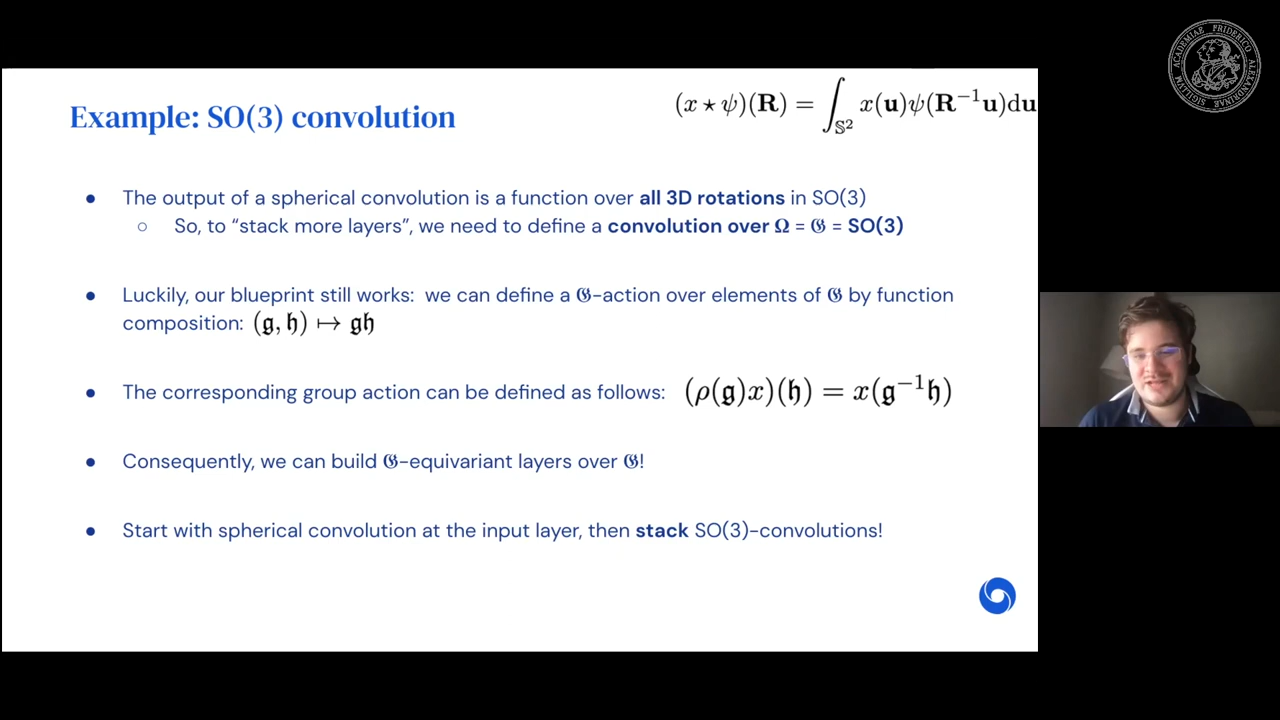 Example: SO(3) convolution
(x ⋆ ψ)(R) = ∫_{𝕊²} x(u)ψ(R⁻¹u)du
● The output of a spherical convolution is a function over all 3D rotations in SO(3)
○ So, to “stack more layers”, we need to define a convolution over Ω = 𝔊 = SO(3)
● Luckily, our blueprint still works: we can define a 𝔊-action over elements of 𝔊 by function
composition: (𝔤, 𝔥) ↦ 𝔤𝔥
● The corresponding group action can be defined as follows: (ρ(𝔤)x)(𝔥) = x(𝔤⁻¹𝔥)
● Consequently, we can build 𝔊-equivariant layers over 𝔊!
● Start with spherical convolution at the input layer, then stack SO(3)-convolutions!
ACADEMIAE FRIDERICO ALEXANDRINAE SIGILLVM